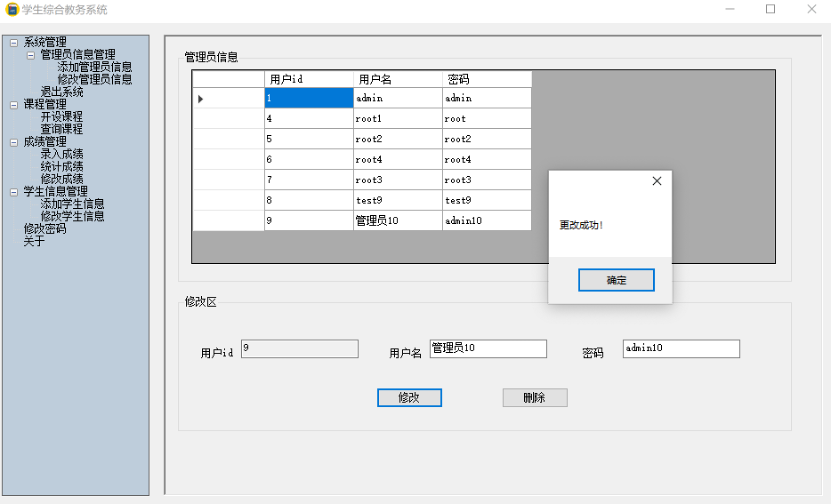 学生综合教务系统
系统管理
管理员信息管理
添加管理员信息
修改管理员信息
退出系统
课程管理
开设课程
查询课程
成绩管理
录入成绩
统计成绩
修改成绩
学生信息管理
添加学生信息
修改学生信息
修改密码
关于
管理员信息
用户id 用户名 密码
1 admin admin
4 root1 root
5 root2 root2
6 root4 root4
7 root3 root3
8 test9 test9
9 管理员10 admin10
更改成功!
确定
修改区
用户id 9 用户名 管理员10 密码 admin10
修改 删除